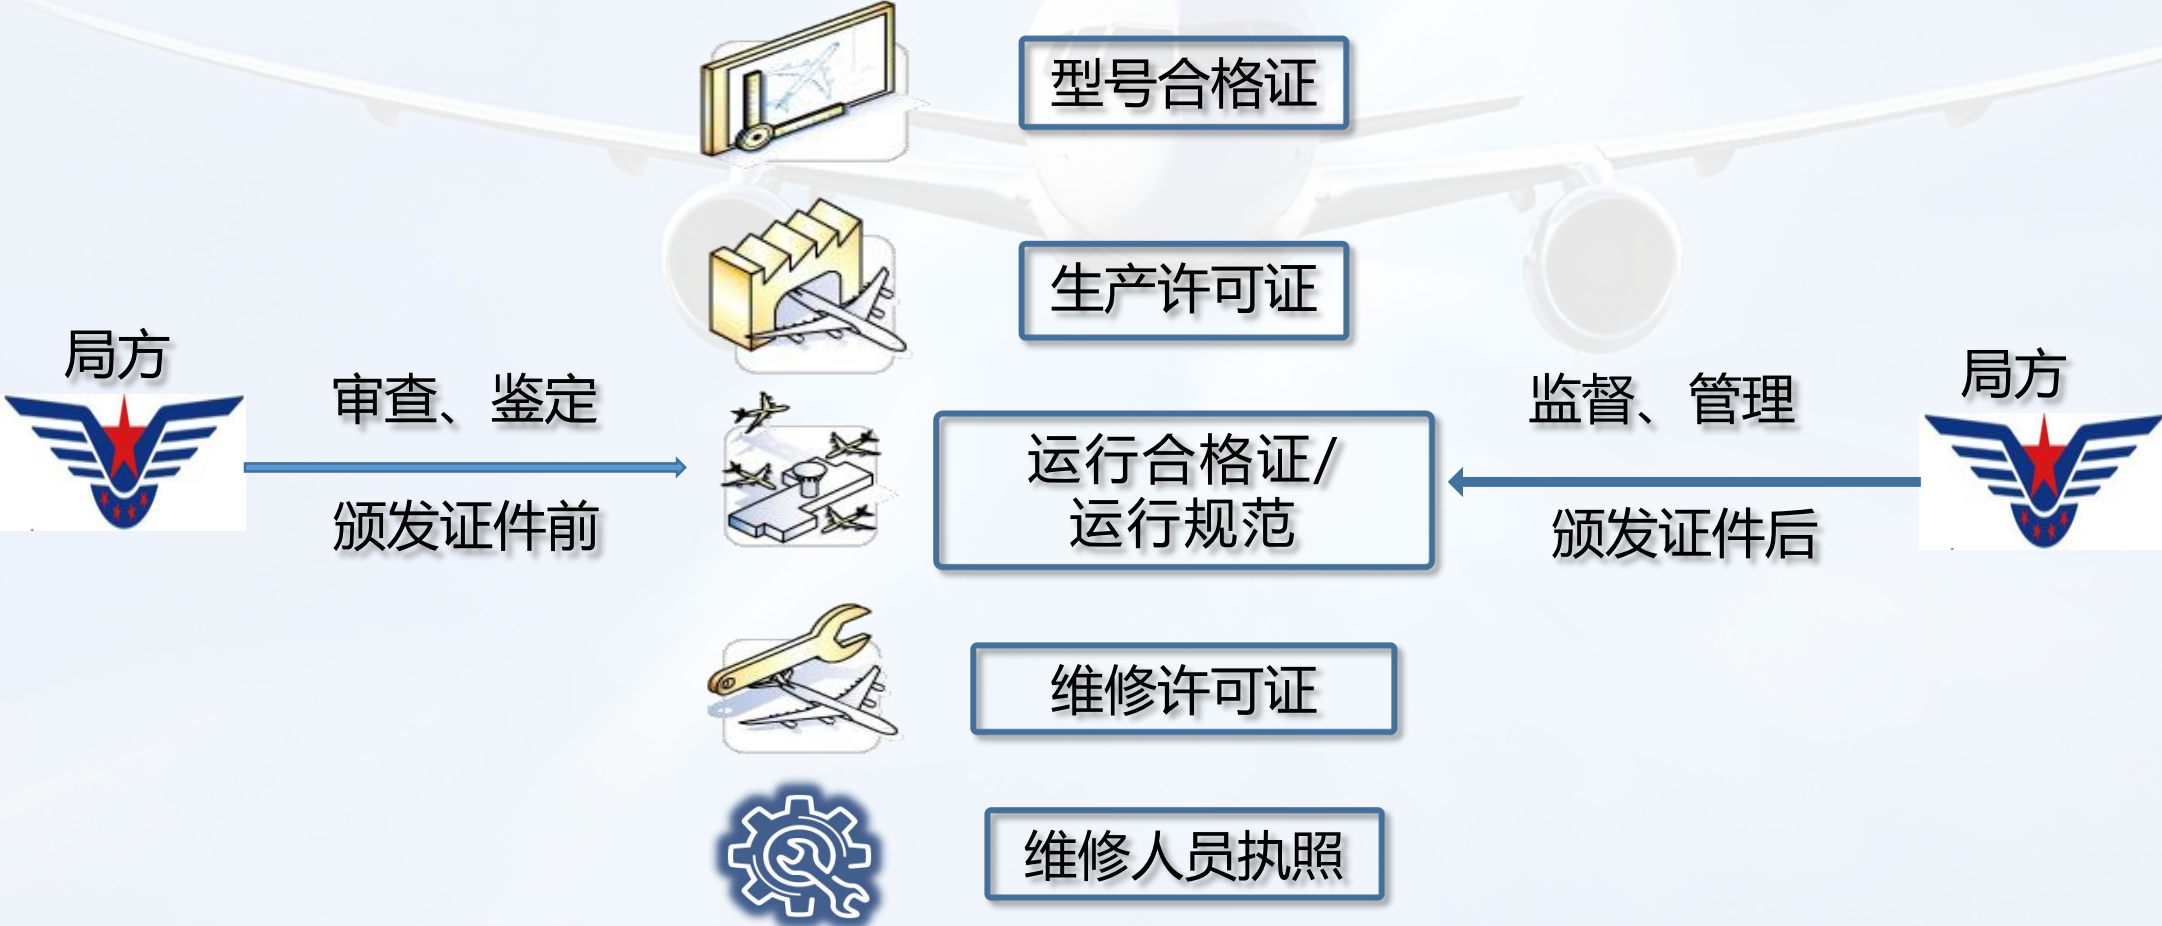 型号合格证
生产许可证
局方
审查、鉴定
颁发证件前
运行合格证/
运行规范
局方
监督、管理
颁发证件后
维修许可证
维修人员执照